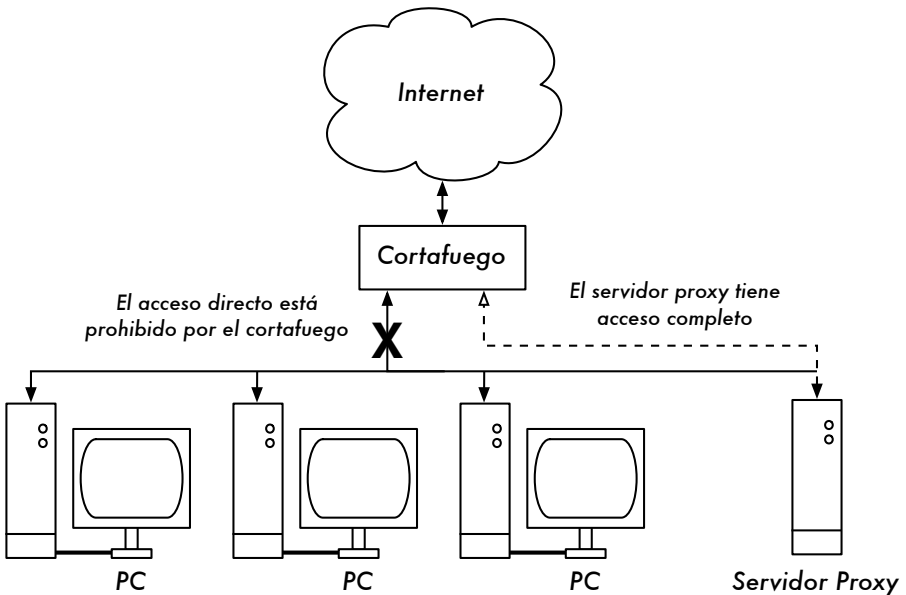 Internet
Cortafuego
El acceso directo está
prohibido por el cortafuego
El servidor proxy tiene
acceso completo
X
PC
PC
PC
Servidor Proxy